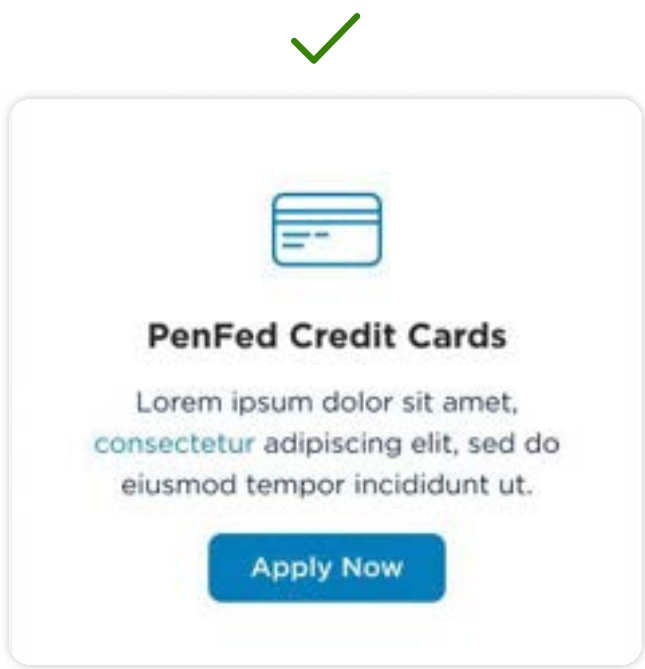 PenFed Credit Cards
Lorem ipsum dolor sit amet,
consectetur adipiscing elit, sed do
eiusmod tempor incididunt ut.
Apply Now